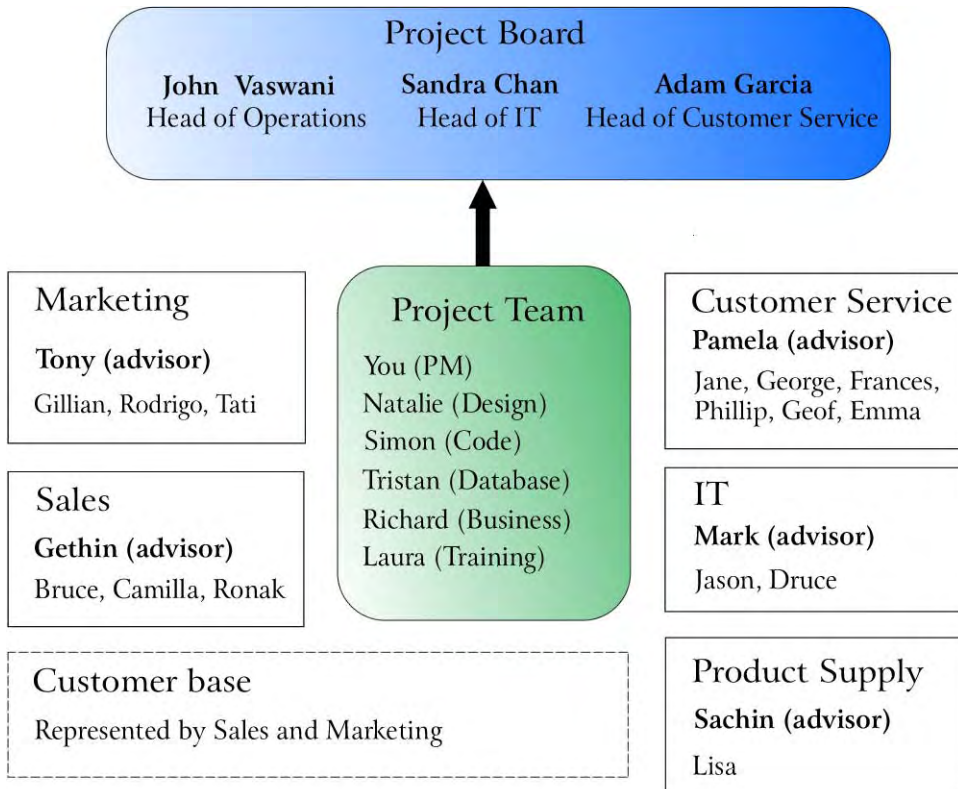 Project Board
John Vaswani
Head of Operations
Sandra Chan
Head of IT
Adam Garcia
Head of Customer Service
Marketing
Tony (advisor)
Gillian, Rodrigo, Tati
Sales
Gethin (advisor)
Bruce, Camilla, Ronak
Customer base
Represented by Sales and Marketing
Project Team
You (PM)
Natalie (Design)
Simon (Code)
Tristan (Database)
Richard (Business)
Laura (Training)
Customer Service
Pamela (advisor)
Jane, George, Frances,
Phillip, Geof, Emma
IT
Mark (advisor)
Jason, Druce
Product Supply
Sachin (advisor)
Lisa